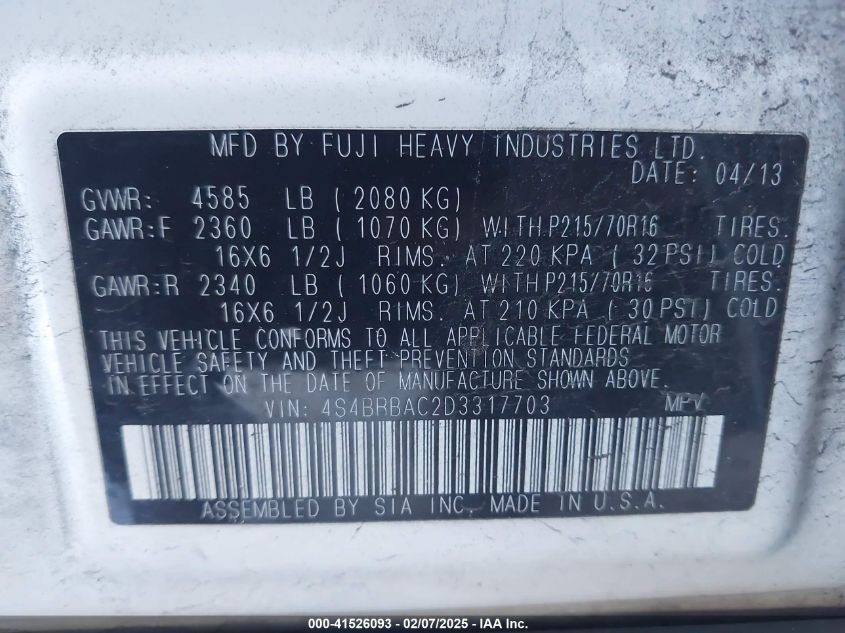 MFD BY FUJI HEAVY INDUSTRIES LTD.
DATE: 04/13
GVWR: 4585 LB ( 2080 KG)
GAWR:F 2360 LB ( 1070 KG) WITH P215/70R16 TIRES.
16X6 1/2J RIMS. AT 220 KPA ( 32 PSI) COLD
GAWR:R 2340 LB ( 1060 KG) WITH P215/70R16 TIRES.
16X6 1/2J RIMS. AT 210 KPA ( 30 PSI) COLD
THIS VEHICLE CONFORMS TO ALL APPLICABLE FEDERAL MOTOR
VEHICLE SAFETY AND THEFT PREVENTION STANDARDS
IN EFFECT ON THE DATE OF MANUFACTURE SHOWN ABOVE.
VIN: 4S4BRBAC2D3317703 MPV
ASSEMBLED BY SIA INC. MADE IN U.S.A.
000-41526093 - 02/07/2025 - IAAI.COM